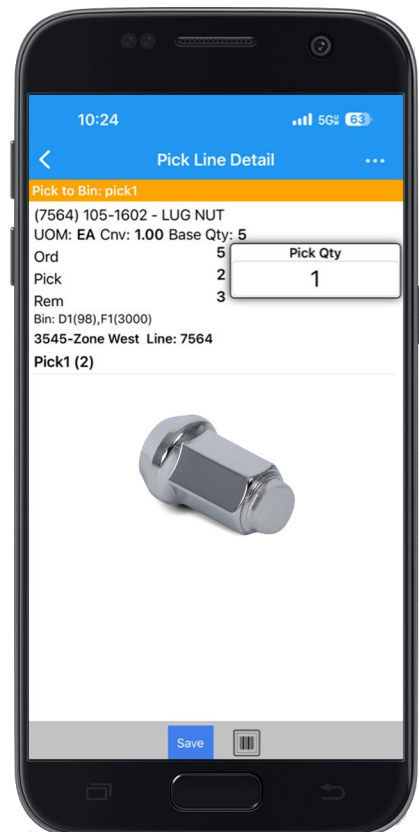 10:24 5GW 63
Pick Line Detail
Pick to Bin: pick1
(7564) 105-1602 - LUG NUT
UOM: EA Cnv: 1.00 Base Qty: 5
Ord 5
Pick 2
Rem 3
Pick Qty
1
Bin: D1(98),F1(3000)
3545-Zone West Line: 7564
Pick1 (2)
Save